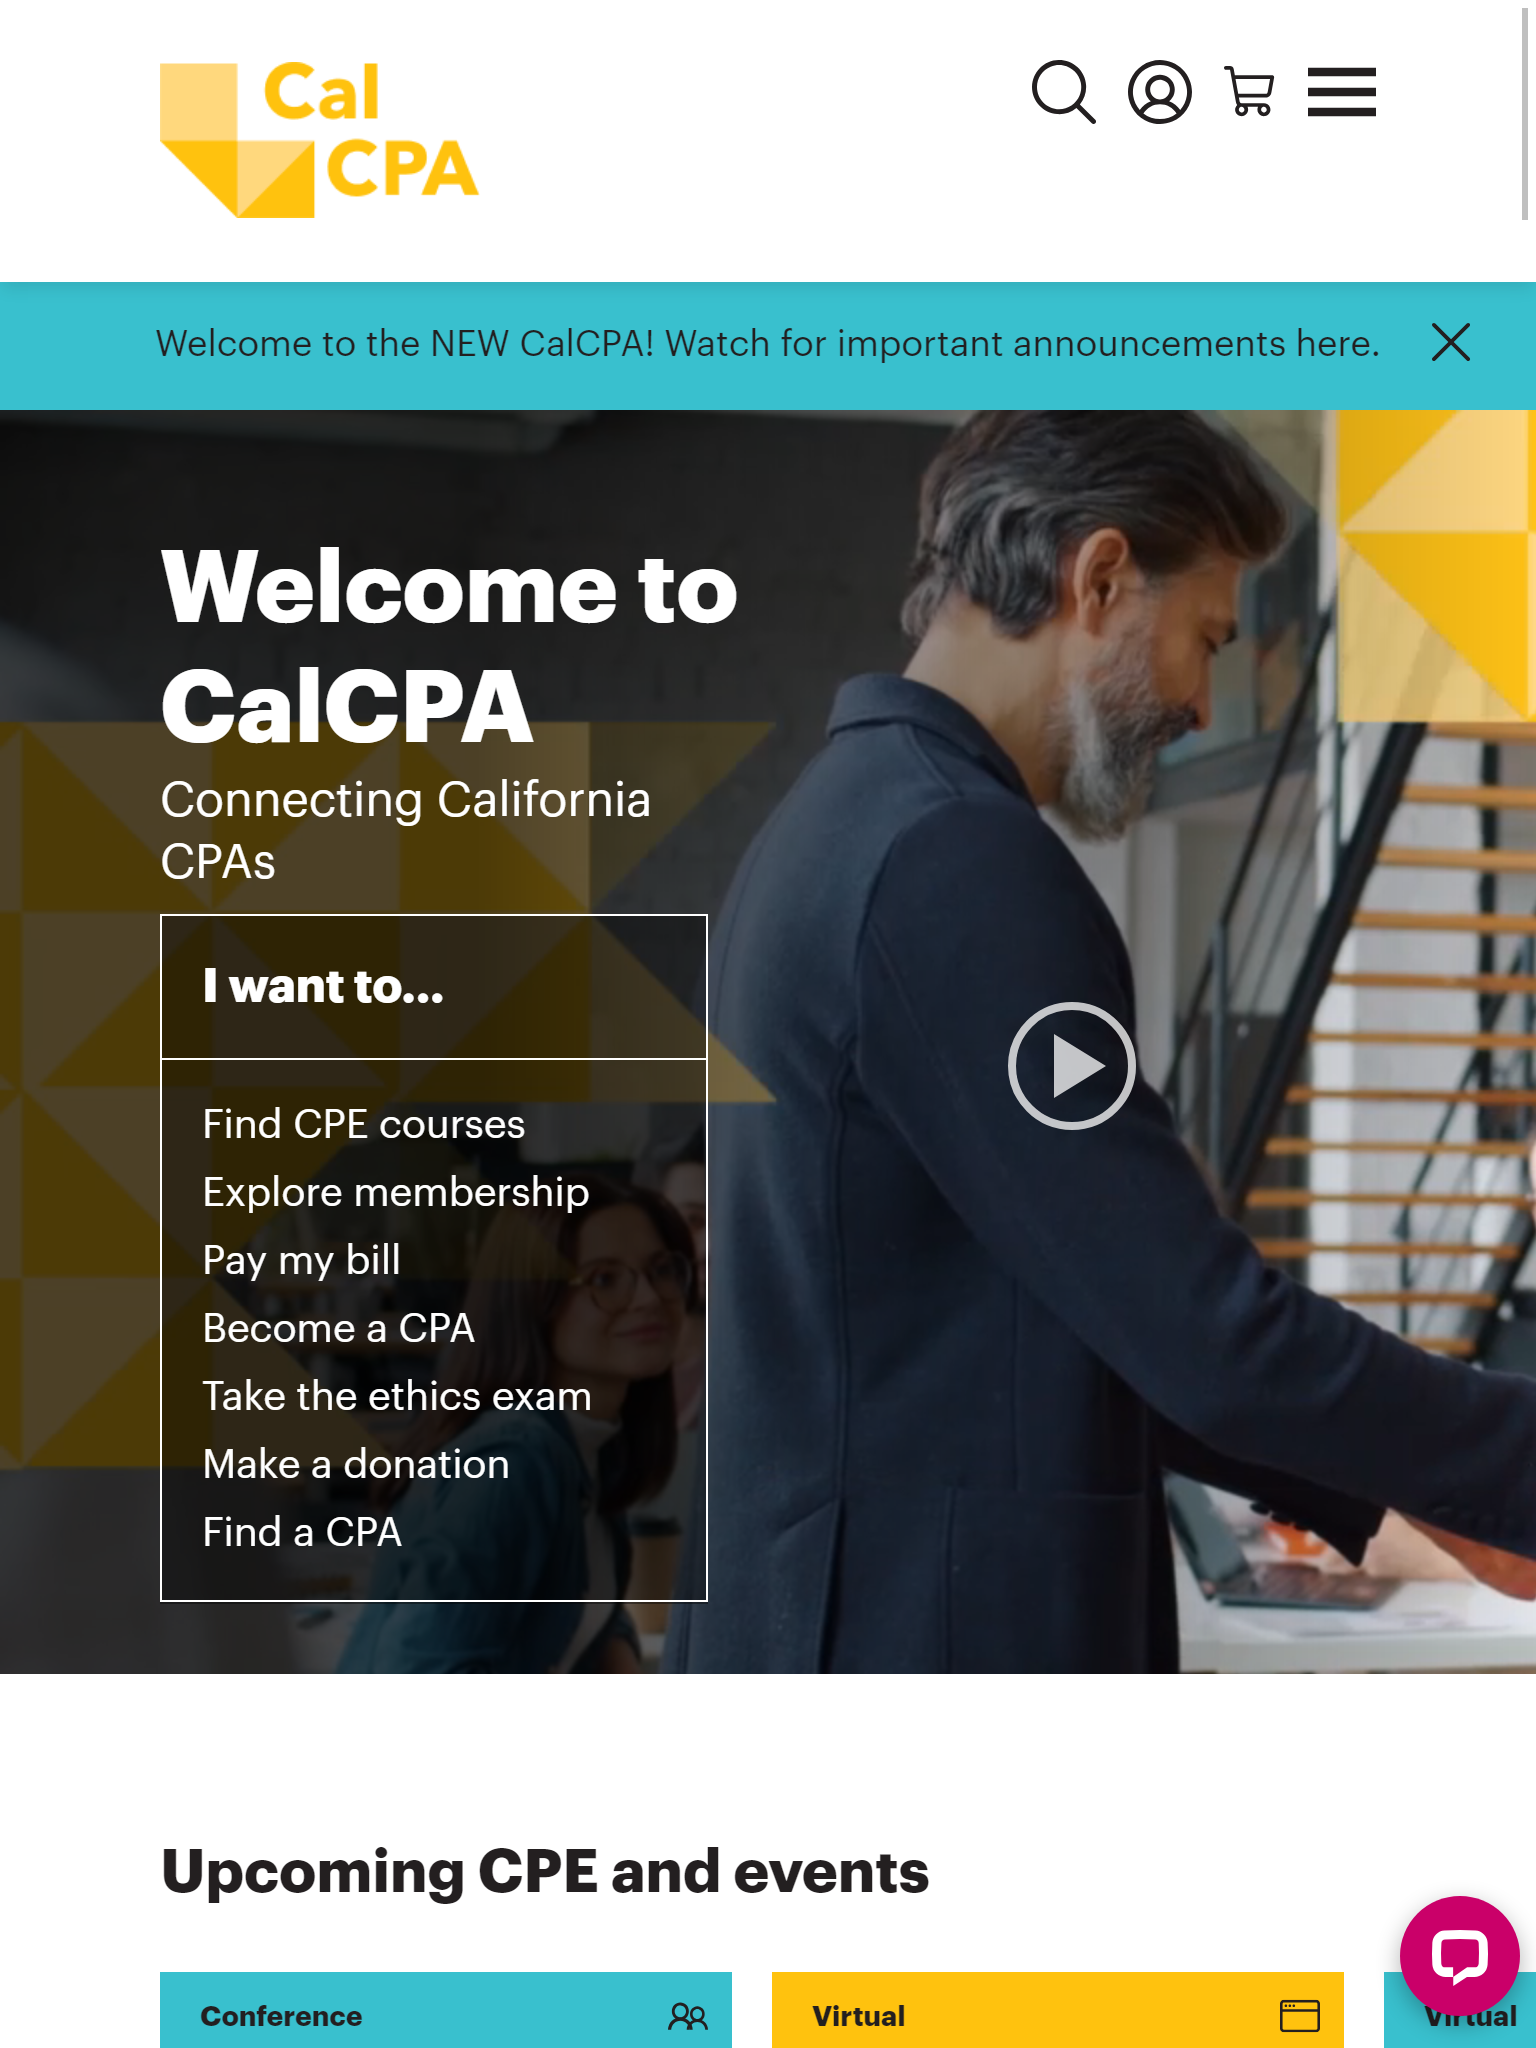 Cal
CPA
Welcome to the NEW CalCPA! Watch for important announcements here.
Welcome to
CalCPA
Connecting California
CPAs
I want to...
Find CPE courses
Explore membership
Pay my bill
Become a CPA
Take the ethics exam
Make a donation
Find a CPA
Upcoming CPE and events
Conference
Virtual
Virtual